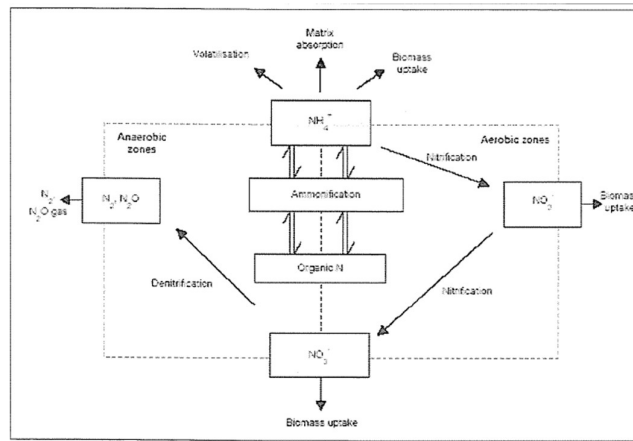 Matrix
absorption
Volatilisation
Biomass
uptake
NH₄⁺
Anaerobic
zones
Aerobic
zones
Nitrification
N₂, N₂O
Ammonification
NO₂⁻
N₂,
N₂O gas
Biomass
uptake
Organic N
Denitrification
Nitrification
NO₃⁻
Biomass uptake